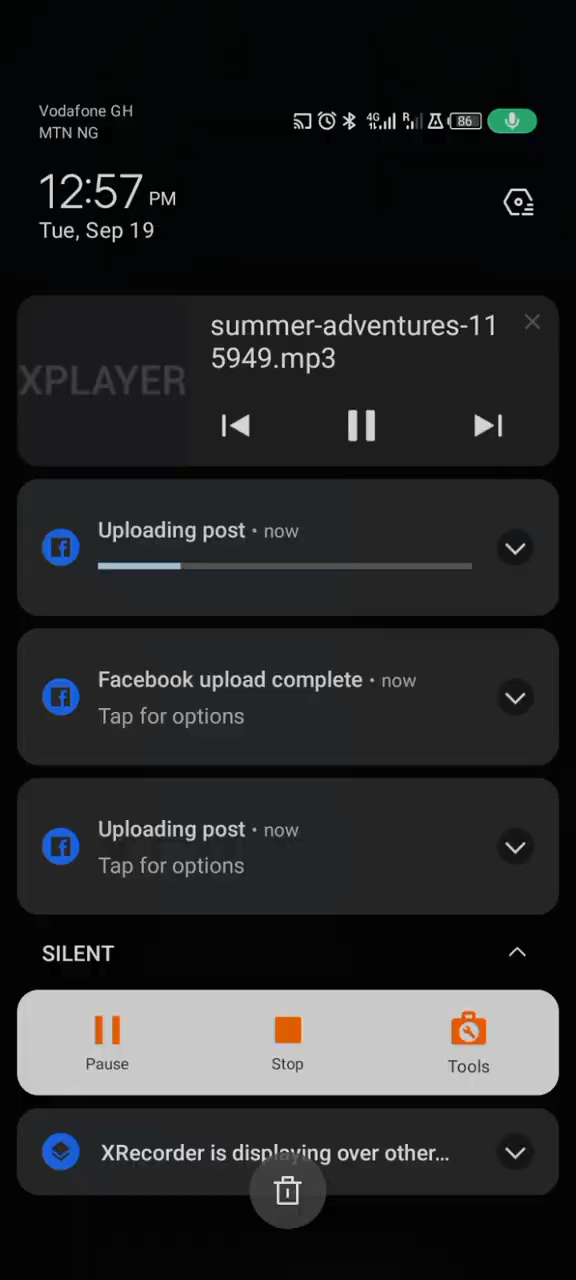 Vodafone GH
MTN NG
4G R 86
12:57 PM
Tue, Sep 19
summer-adventures-11
5949.mp3
XPLAYER
Uploading post • now
Facebook upload complete • now
Tap for options
Uploading post • now
Tap for options
SILENT
Pause Stop Tools
XRecorder is displaying over other...